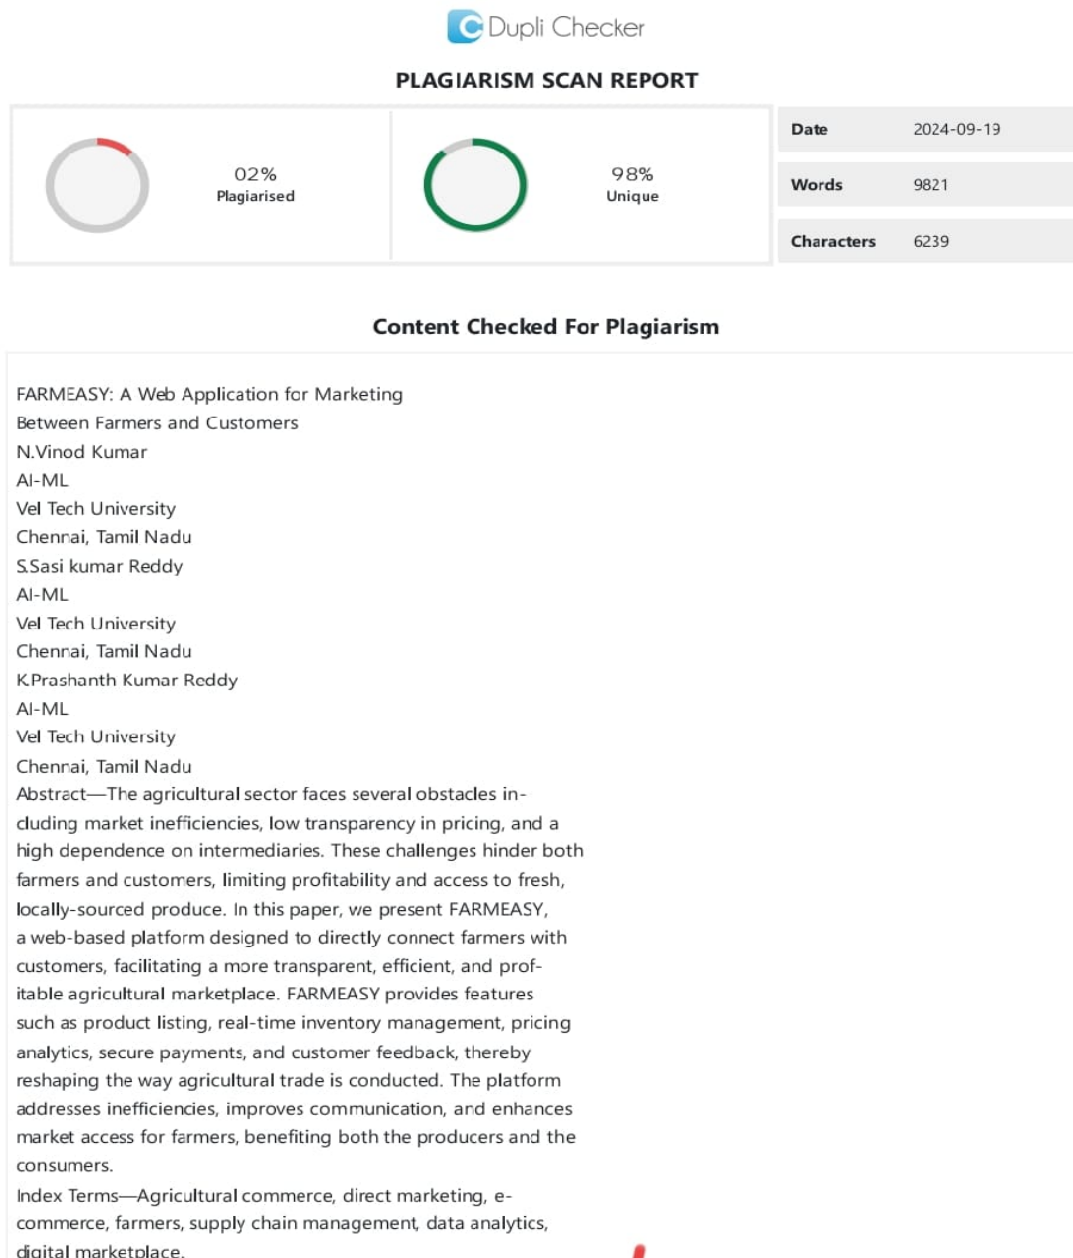 Dupli Checker
PLAGIARISM SCAN REPORT
02%
Plagiarised
98%
Unique
Date 2024-09-19
Words 9821
Characters 6239
Content Checked For Plagiarism
FARMEASY: A Web Application for Marketing
Between Farmers and Customers
N.Vinod Kumar
AI-ML
Vel Tech University
Chennai, Tamil Nadu
S.Sasi kumar Reddy
AI-ML
Vel Tech University
Chennai, Tamil Nadu
K.Prashanth Kumar Reddy
AI-ML
Vel Tech University
Chennai, Tamil Nadu
Abstract—The agricultural sector faces several obstacles in-
cluding market inefficiencies, low transparency in pricing, and a
high dependence on intermediaries. These challenges hinder both
farmers and customers, limiting profitability and access to fresh,
locally-sourced produce. In this paper, we present FARMEASY,
a web-based platform designed to directly connect farmers with
customers, facilitating a more transparent, efficient, and prof-
itable agricultural marketplace. FARMEASY provides features
such as product listing, real-time inventory management, pricing
analytics, secure payments, and customer feedback, thereby
reshaping the way agricultural trade is conducted. The platform
addresses inefficiencies, improves communication, and enhances
market access for farmers, benefiting both the producers and the
consumers.
Index Terms—Agricultural commerce, direct marketing, e-
commerce, farmers, supply chain management, data analytics,
digital marketplace.